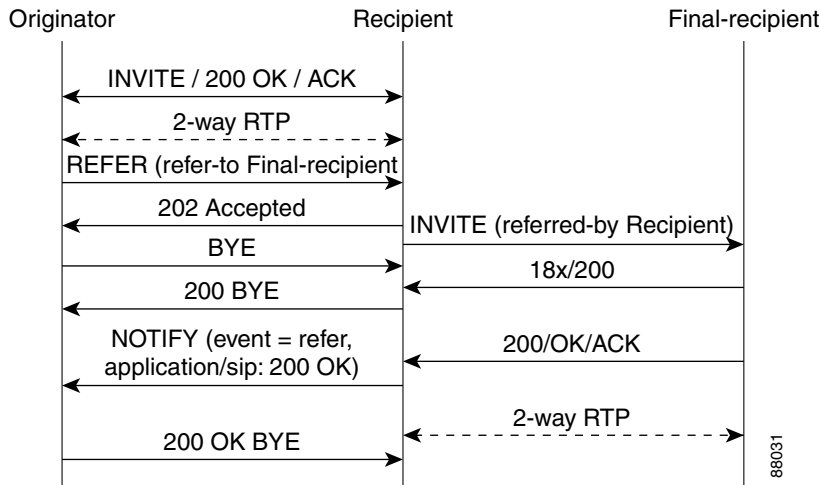 Originator Recipient Final-recipient
INVITE / 200 OK / ACK
2-way RTP
REFER (refer-to Final-recipient
202 Accepted
INVITE (referred-by Recipient)
BYE
18x/200
200 BYE
NOTIFY (event = refer,
application/sip: 200 OK)
200/OK/ACK
2-way RTP
200 OK BYE
88031